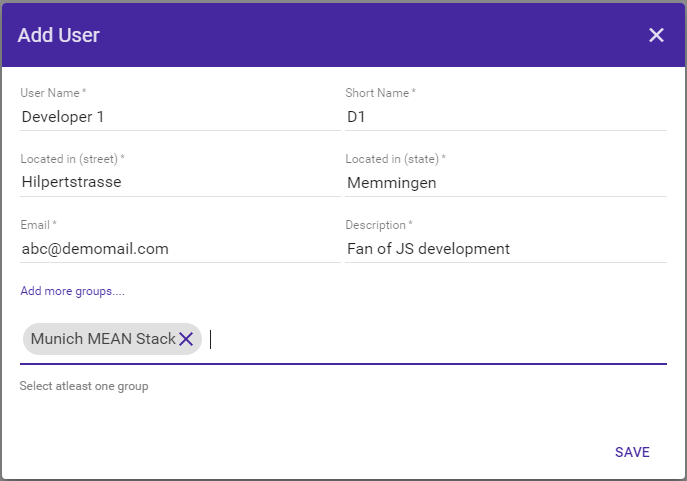 Add User
User Name *
Short Name *
Developer 1
D1
Located in (street) *
Located in (state) *
Hilpertstrasse
Memmingen
Email *
Description *
abc@demomail.com
Fan of JS development
Add more groups....
Munich MEAN Stack
Select atleast one group
SAVE